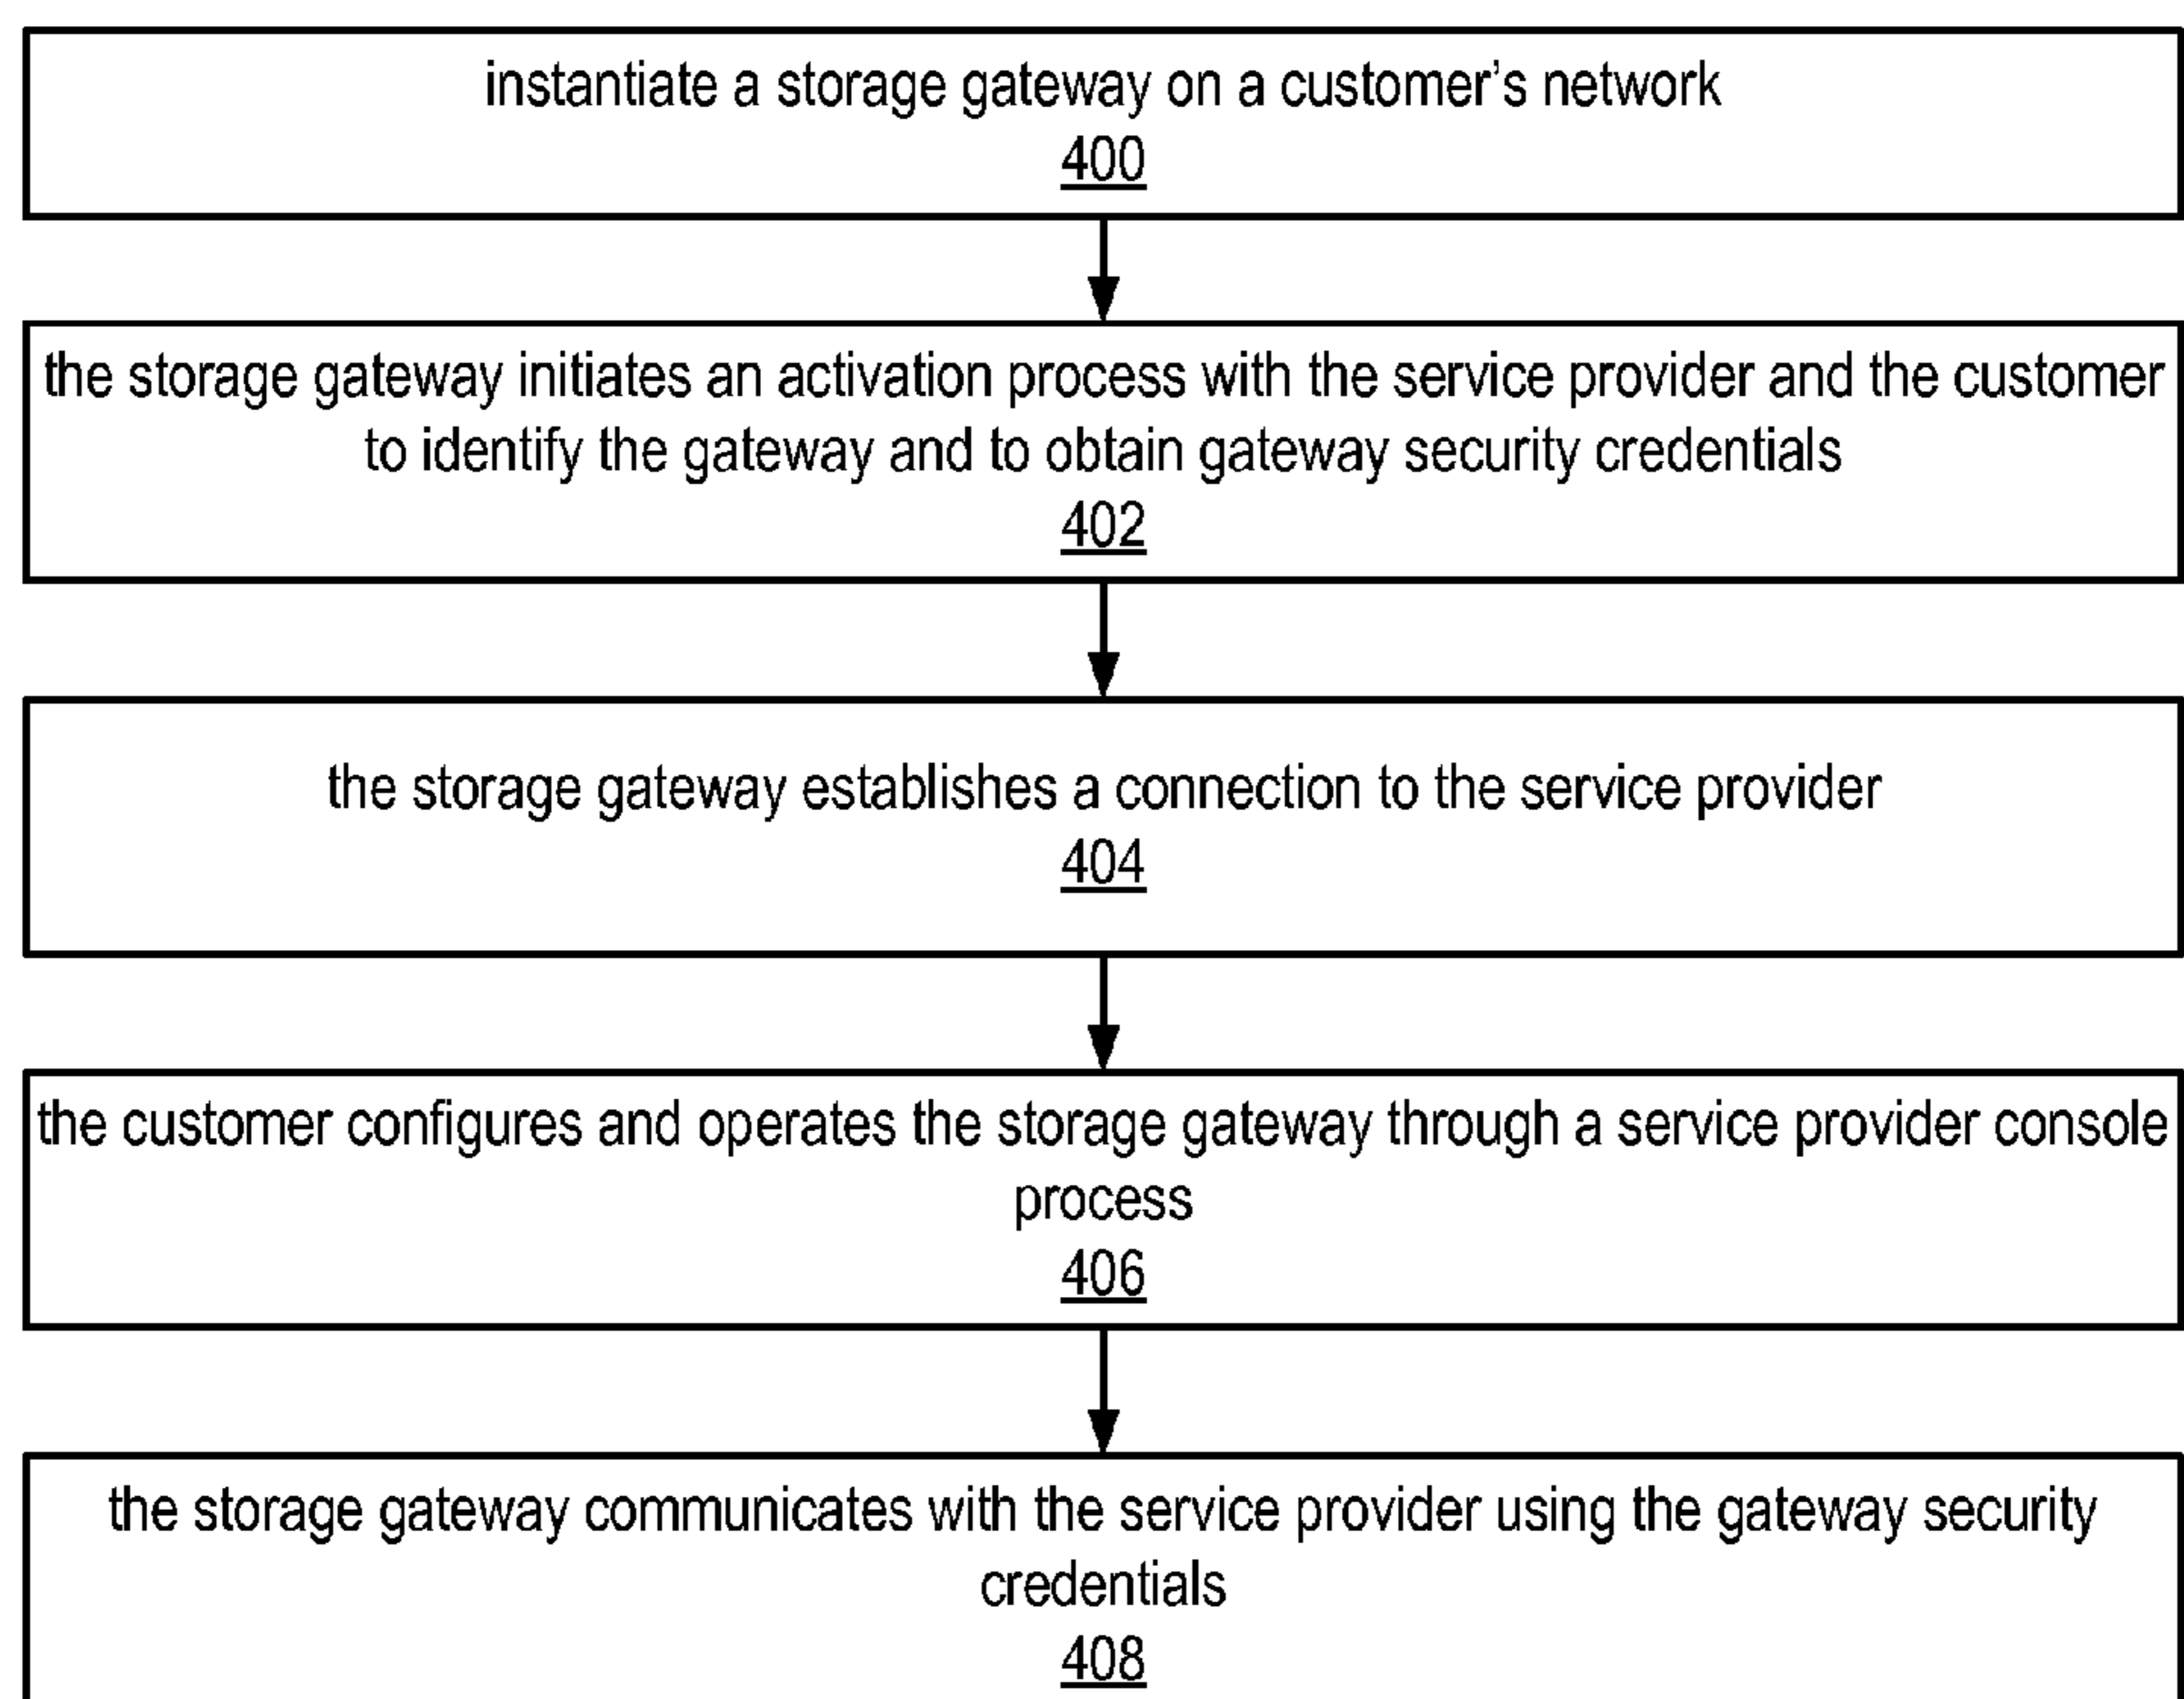 instantiate a storage gateway on a customer's network
400
the storage gateway initiates an activation process with the service provider and the customer
to identify the gateway and to obtain gateway security credentials
402
the storage gateway establishes a connection to the service provider
404
the customer configures and operates the storage gateway through a service provider console
process
406
the storage gateway communicates with the service provider using the gateway security
credentials
408